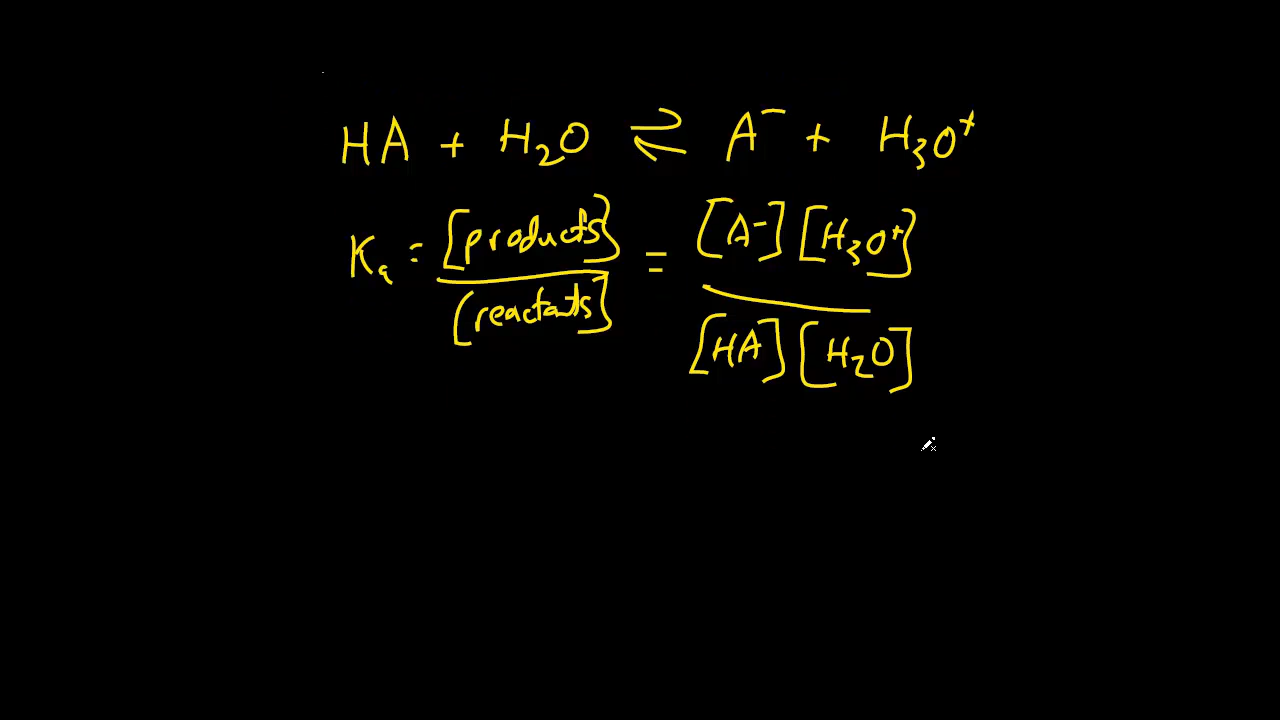 HA + H₂O ⇌ A⁻ + H₃O⁺
Ka = [products] / [reactants] = [A⁻][H₃O⁺] / [HA][H₂O]